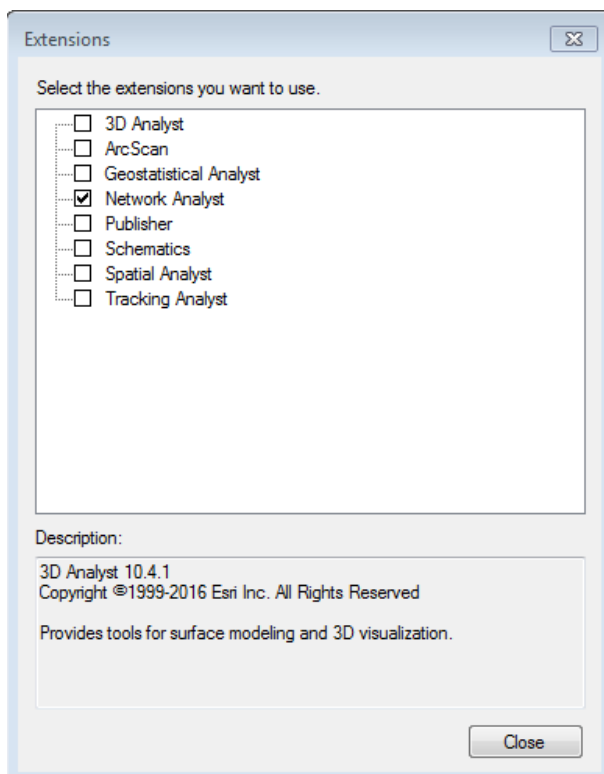 Extensions
Select the extensions you want to use.
3D Analyst
ArcScan
Geostatistical Analyst
Network Analyst
Publisher
Schematics
Spatial Analyst
Tracking Analyst
Description:
3D Analyst 10.4.1
Copyright ©1999-2016 Esri Inc. All Rights Reserved
Provides tools for surface modeling and 3D visualization.
Close